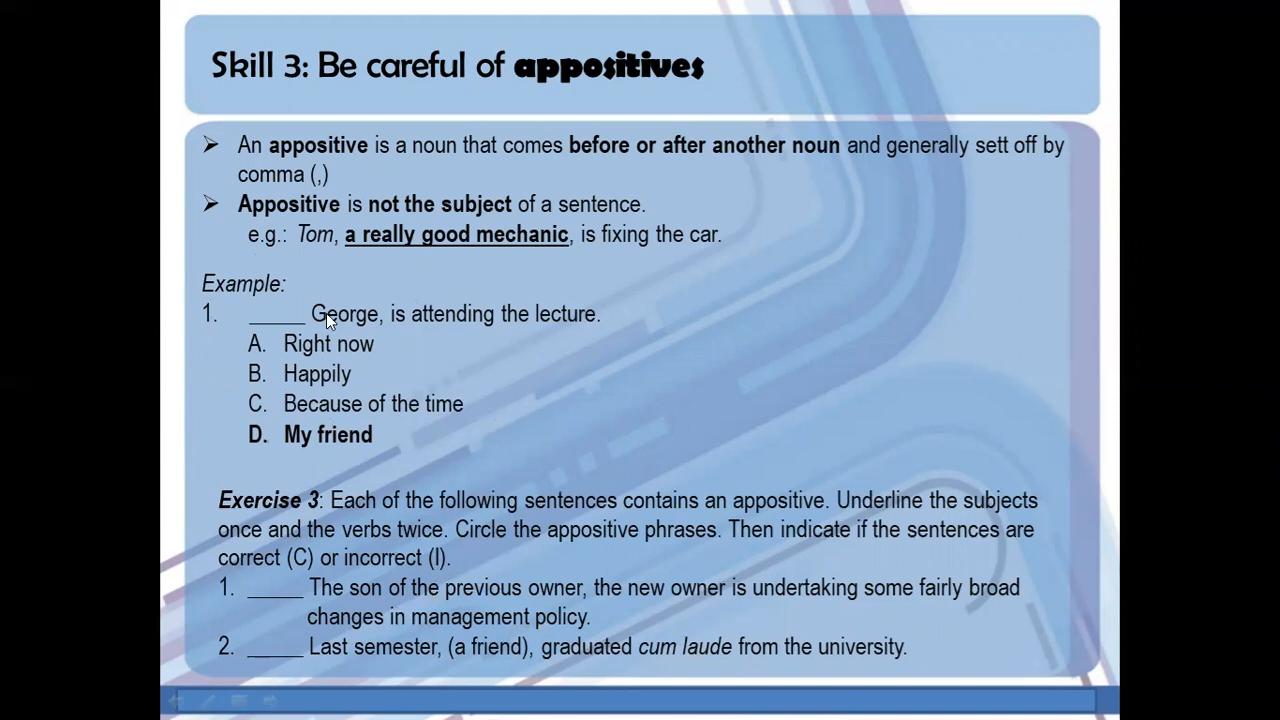 Skill 3: Be careful of appositives
➢ An appositive is a noun that comes before or after another noun and generally sett off by
comma (,)
➢ Appositive is not the subject of a sentence.
e.g.: Tom, a really good mechanic, is fixing the car.
Example:
1. _____ George, is attending the lecture.
A. Right now
B. Happily
C. Because of the time
D. My friend
Exercise 3: Each of the following sentences contains an appositive. Underline the subjects
once and the verbs twice. Circle the appositive phrases. Then indicate if the sentences are
correct (C) or incorrect (I).
1. _____ The son of the previous owner, the new owner is undertaking some fairly broad
changes in management policy.
2. _____ Last semester, (a friend), graduated cum laude from the university.